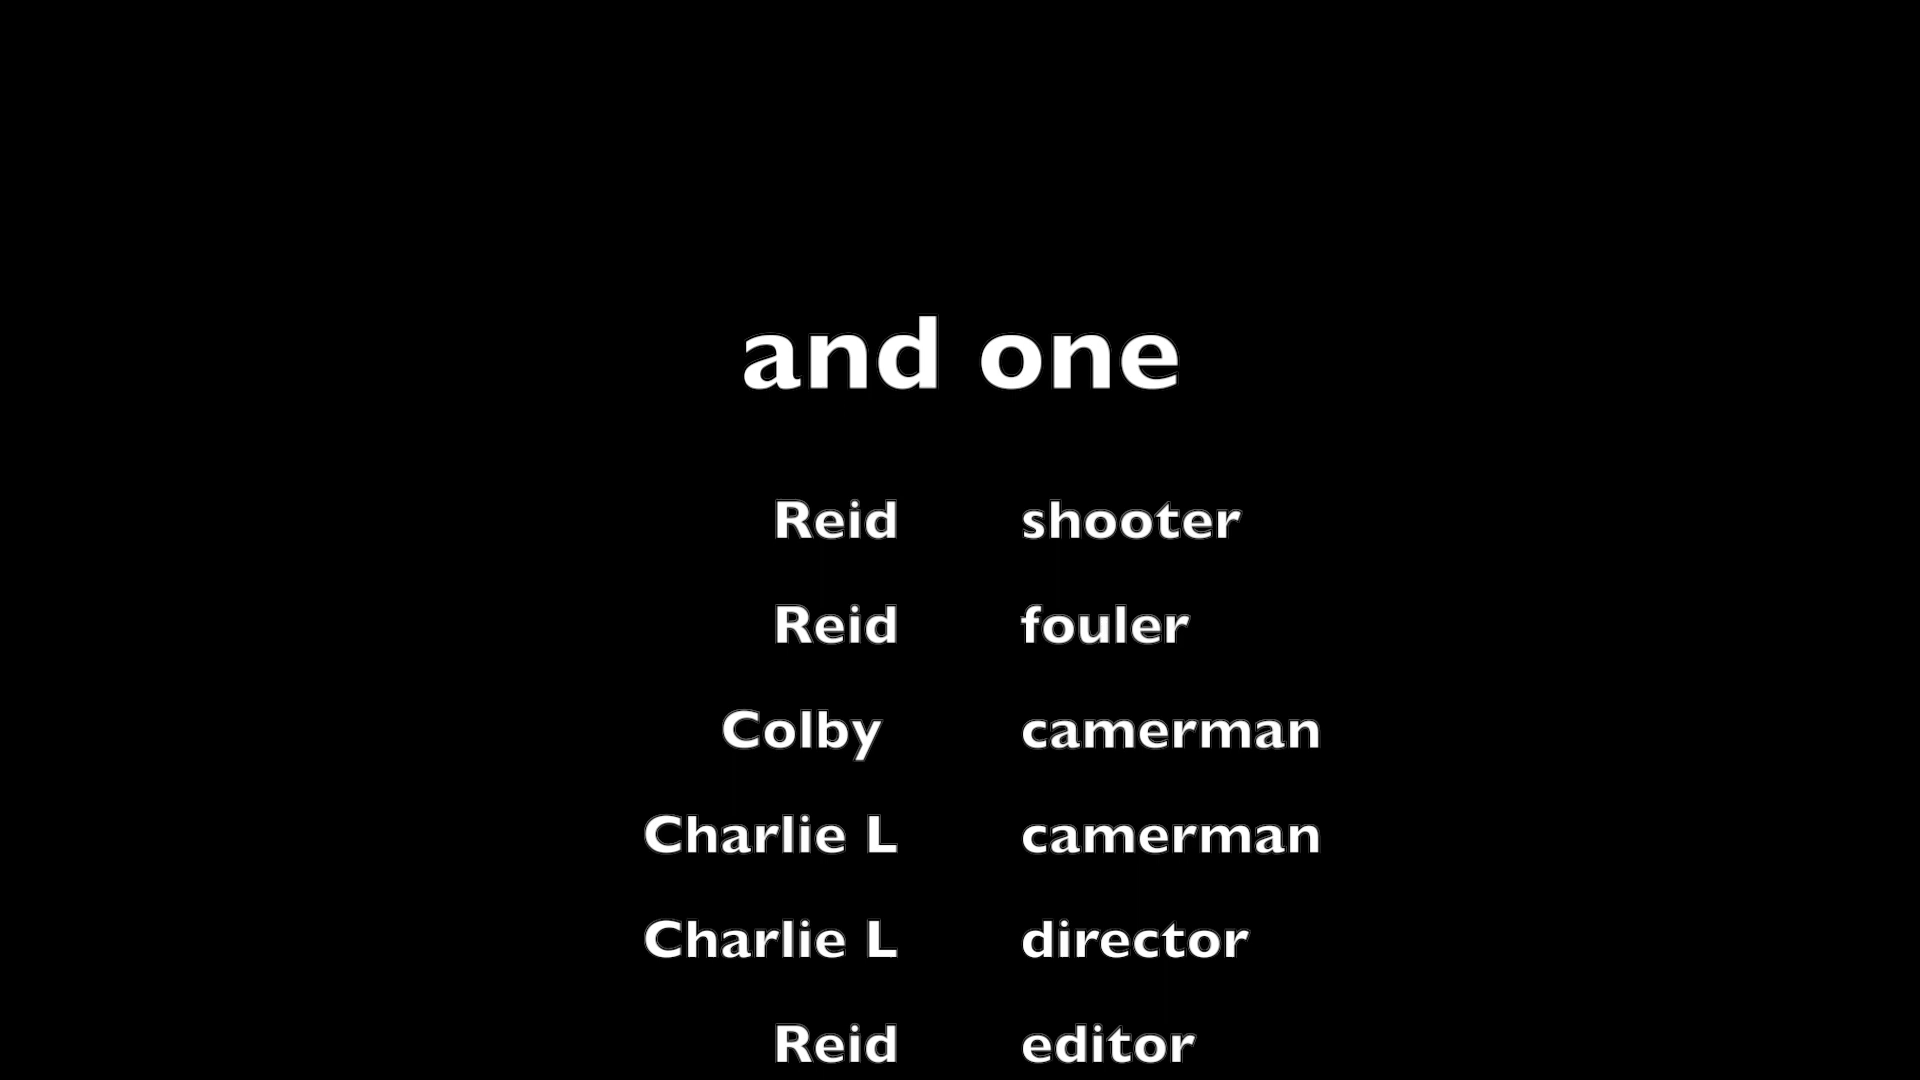 and one
Reid shooter
Reid fouler
Colby camerman
Charlie L camerman
Charlie L director
Reid editor